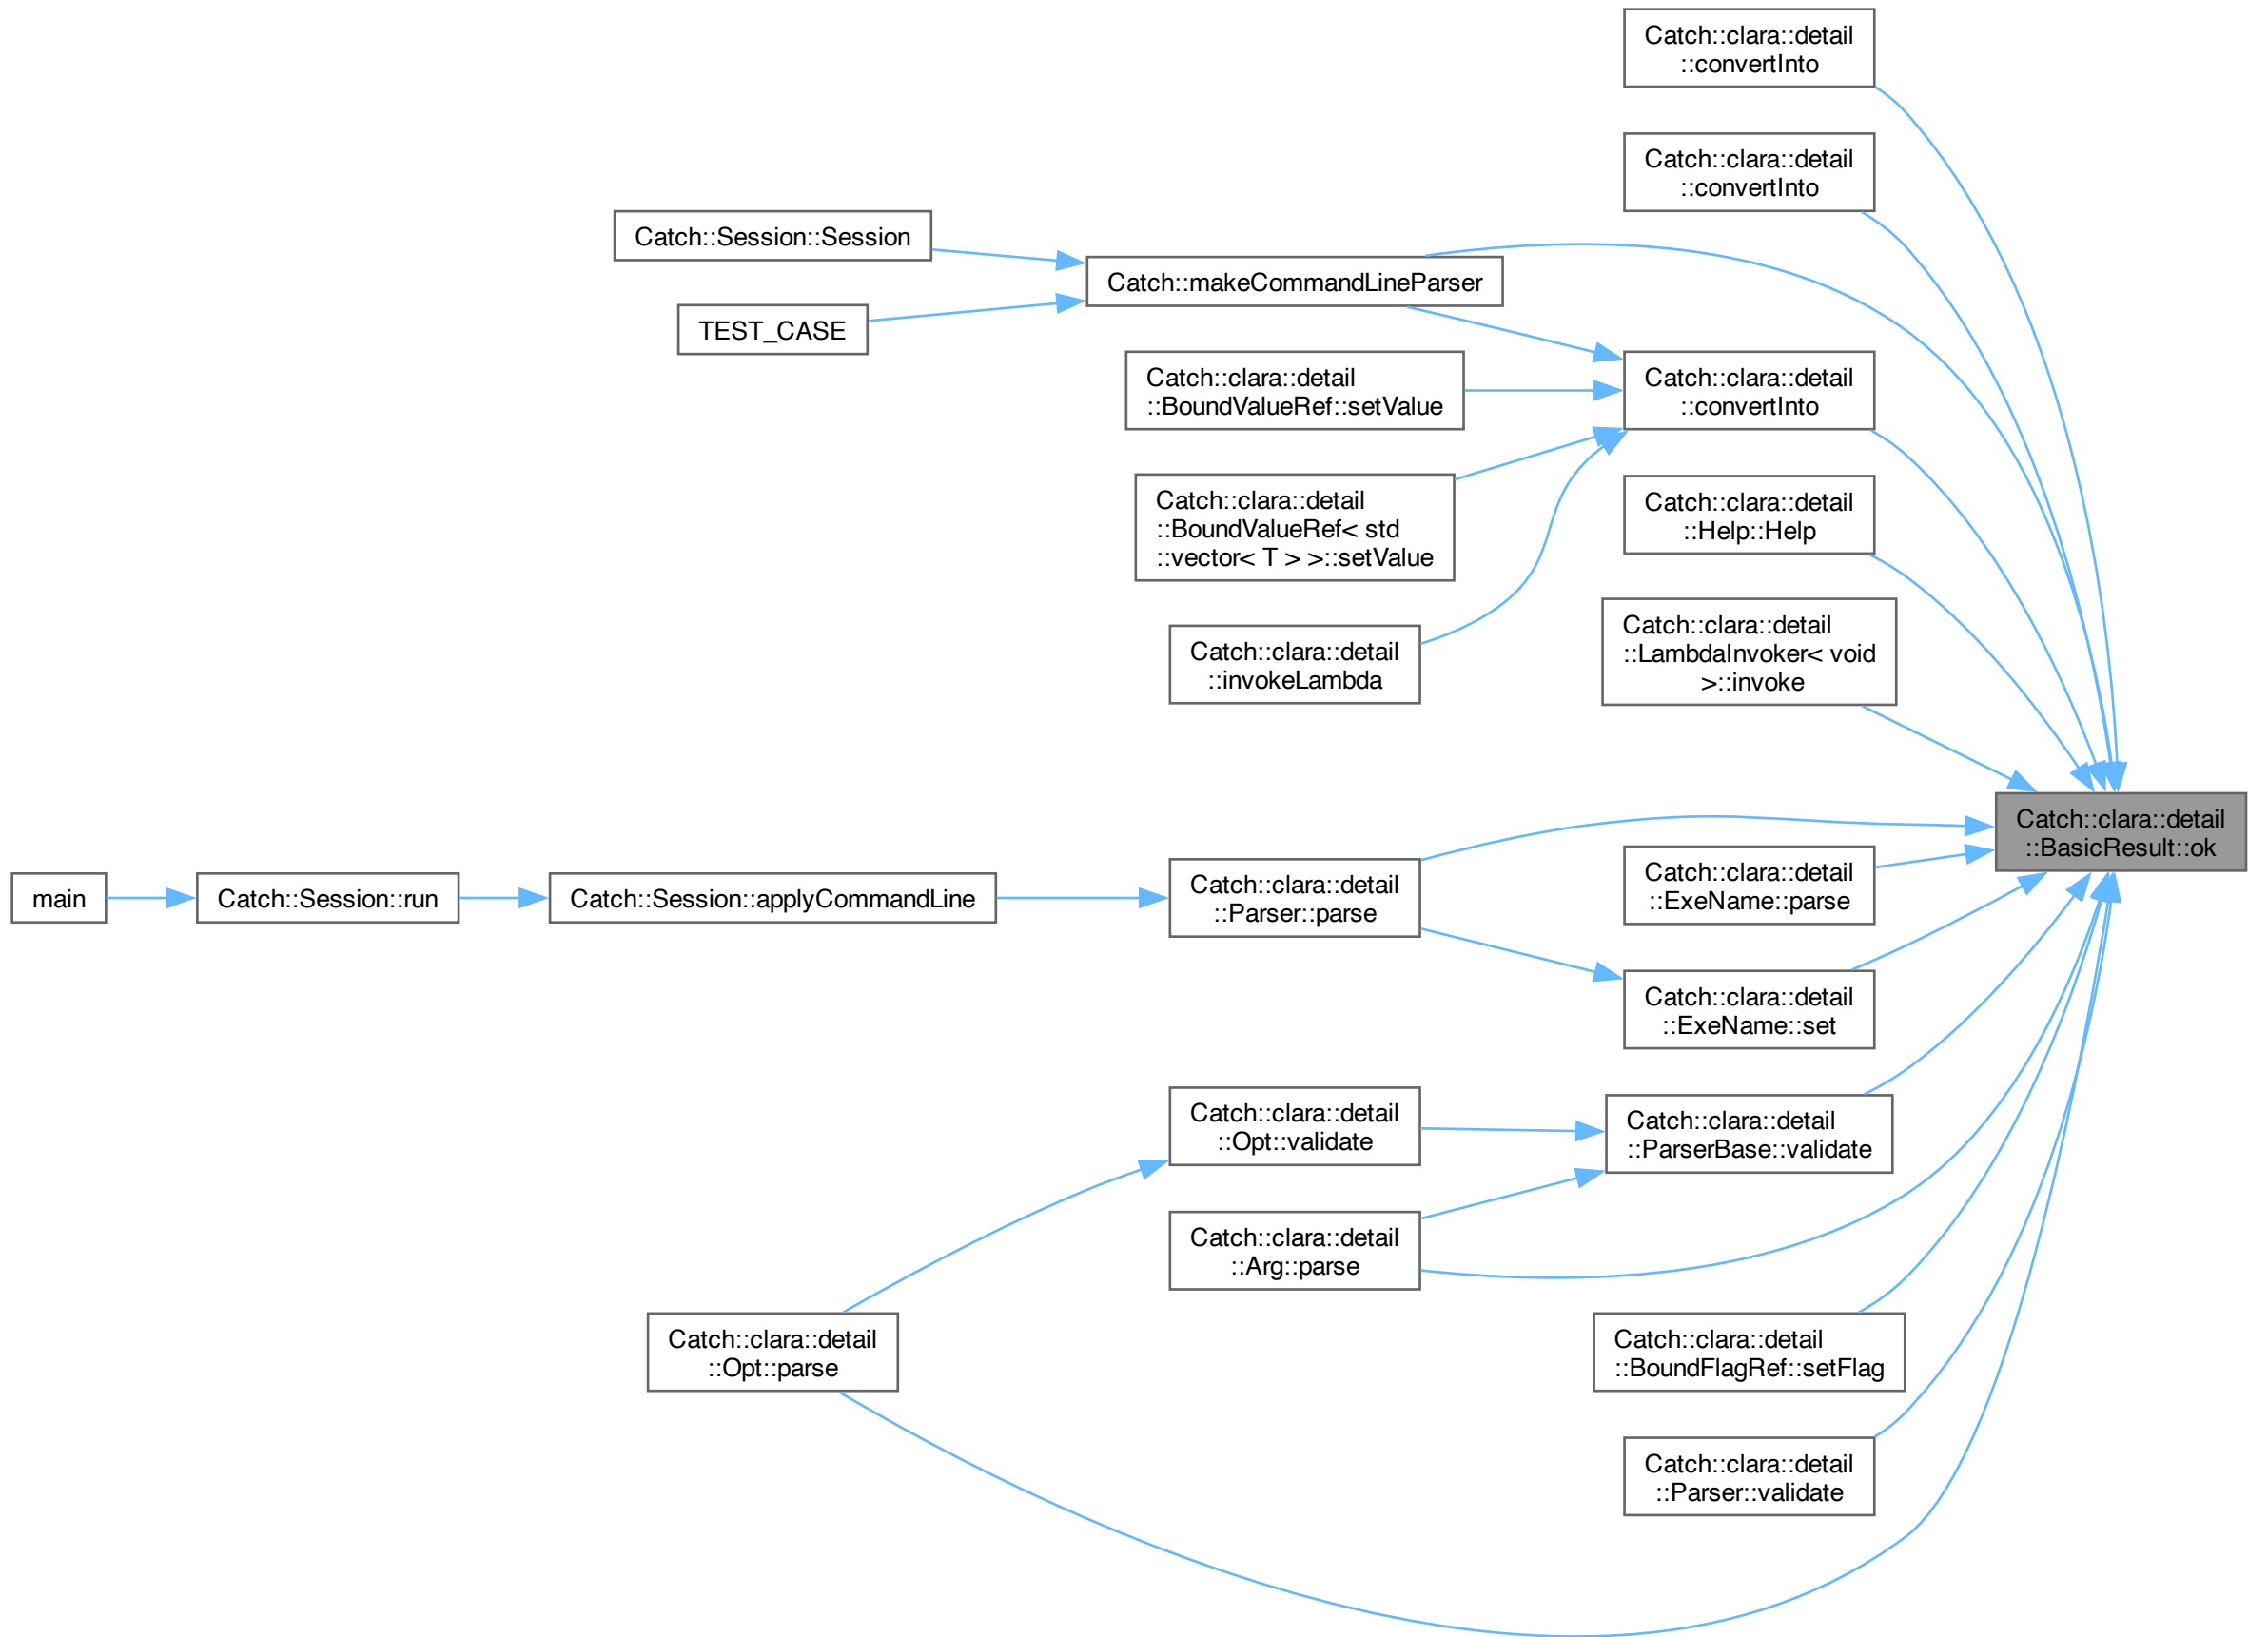 Catch::clara::detail
::convertInto
Catch::clara::detail
::convertInto
Catch::Session::Session
Catch::makeCommandLineParser
TEST_CASE
Catch::clara::detail
::BoundValueRef::setValue
Catch::clara::detail
::convertInto
Catch::clara::detail
::BoundValueRef< std
::vector< T > >::setValue
Catch::clara::detail
::Help::Help
Catch::clara::detail
::invokeLambda
Catch::clara::detail
::LambdaInvoker< void
>::invoke
Catch::clara::detail
::BasicResult::ok
main
Catch::Session::run
Catch::Session::applyCommandLine
Catch::clara::detail
::Parser::parse
Catch::clara::detail
::ExeName::parse
Catch::clara::detail
::ExeName::set
Catch::clara::detail
::Opt::validate
Catch::clara::detail
::ParserBase::validate
Catch::clara::detail
::Arg::parse
Catch::clara::detail
::Opt::parse
Catch::clara::detail
::BoundFlagRef::setFlag
Catch::clara::detail
::Parser::validate